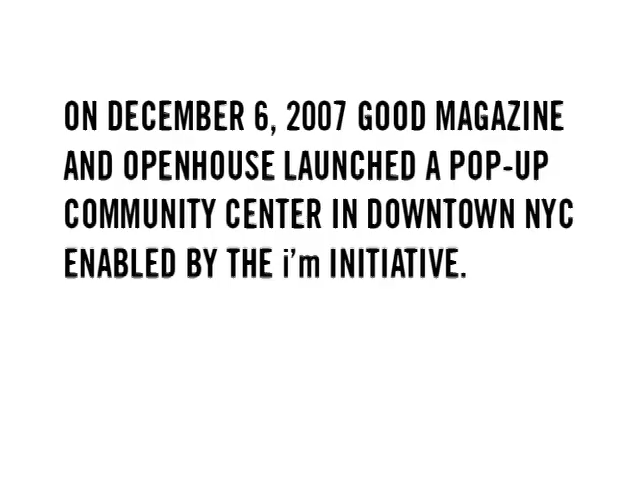 ON DECEMBER 6, 2007 GOOD MAGAZINE
AND OPENHOUSE LAUNCHED A POP-UP
COMMUNITY CENTER IN DOWNTOWN NYC
ENABLED BY THE i’m INITIATIVE.